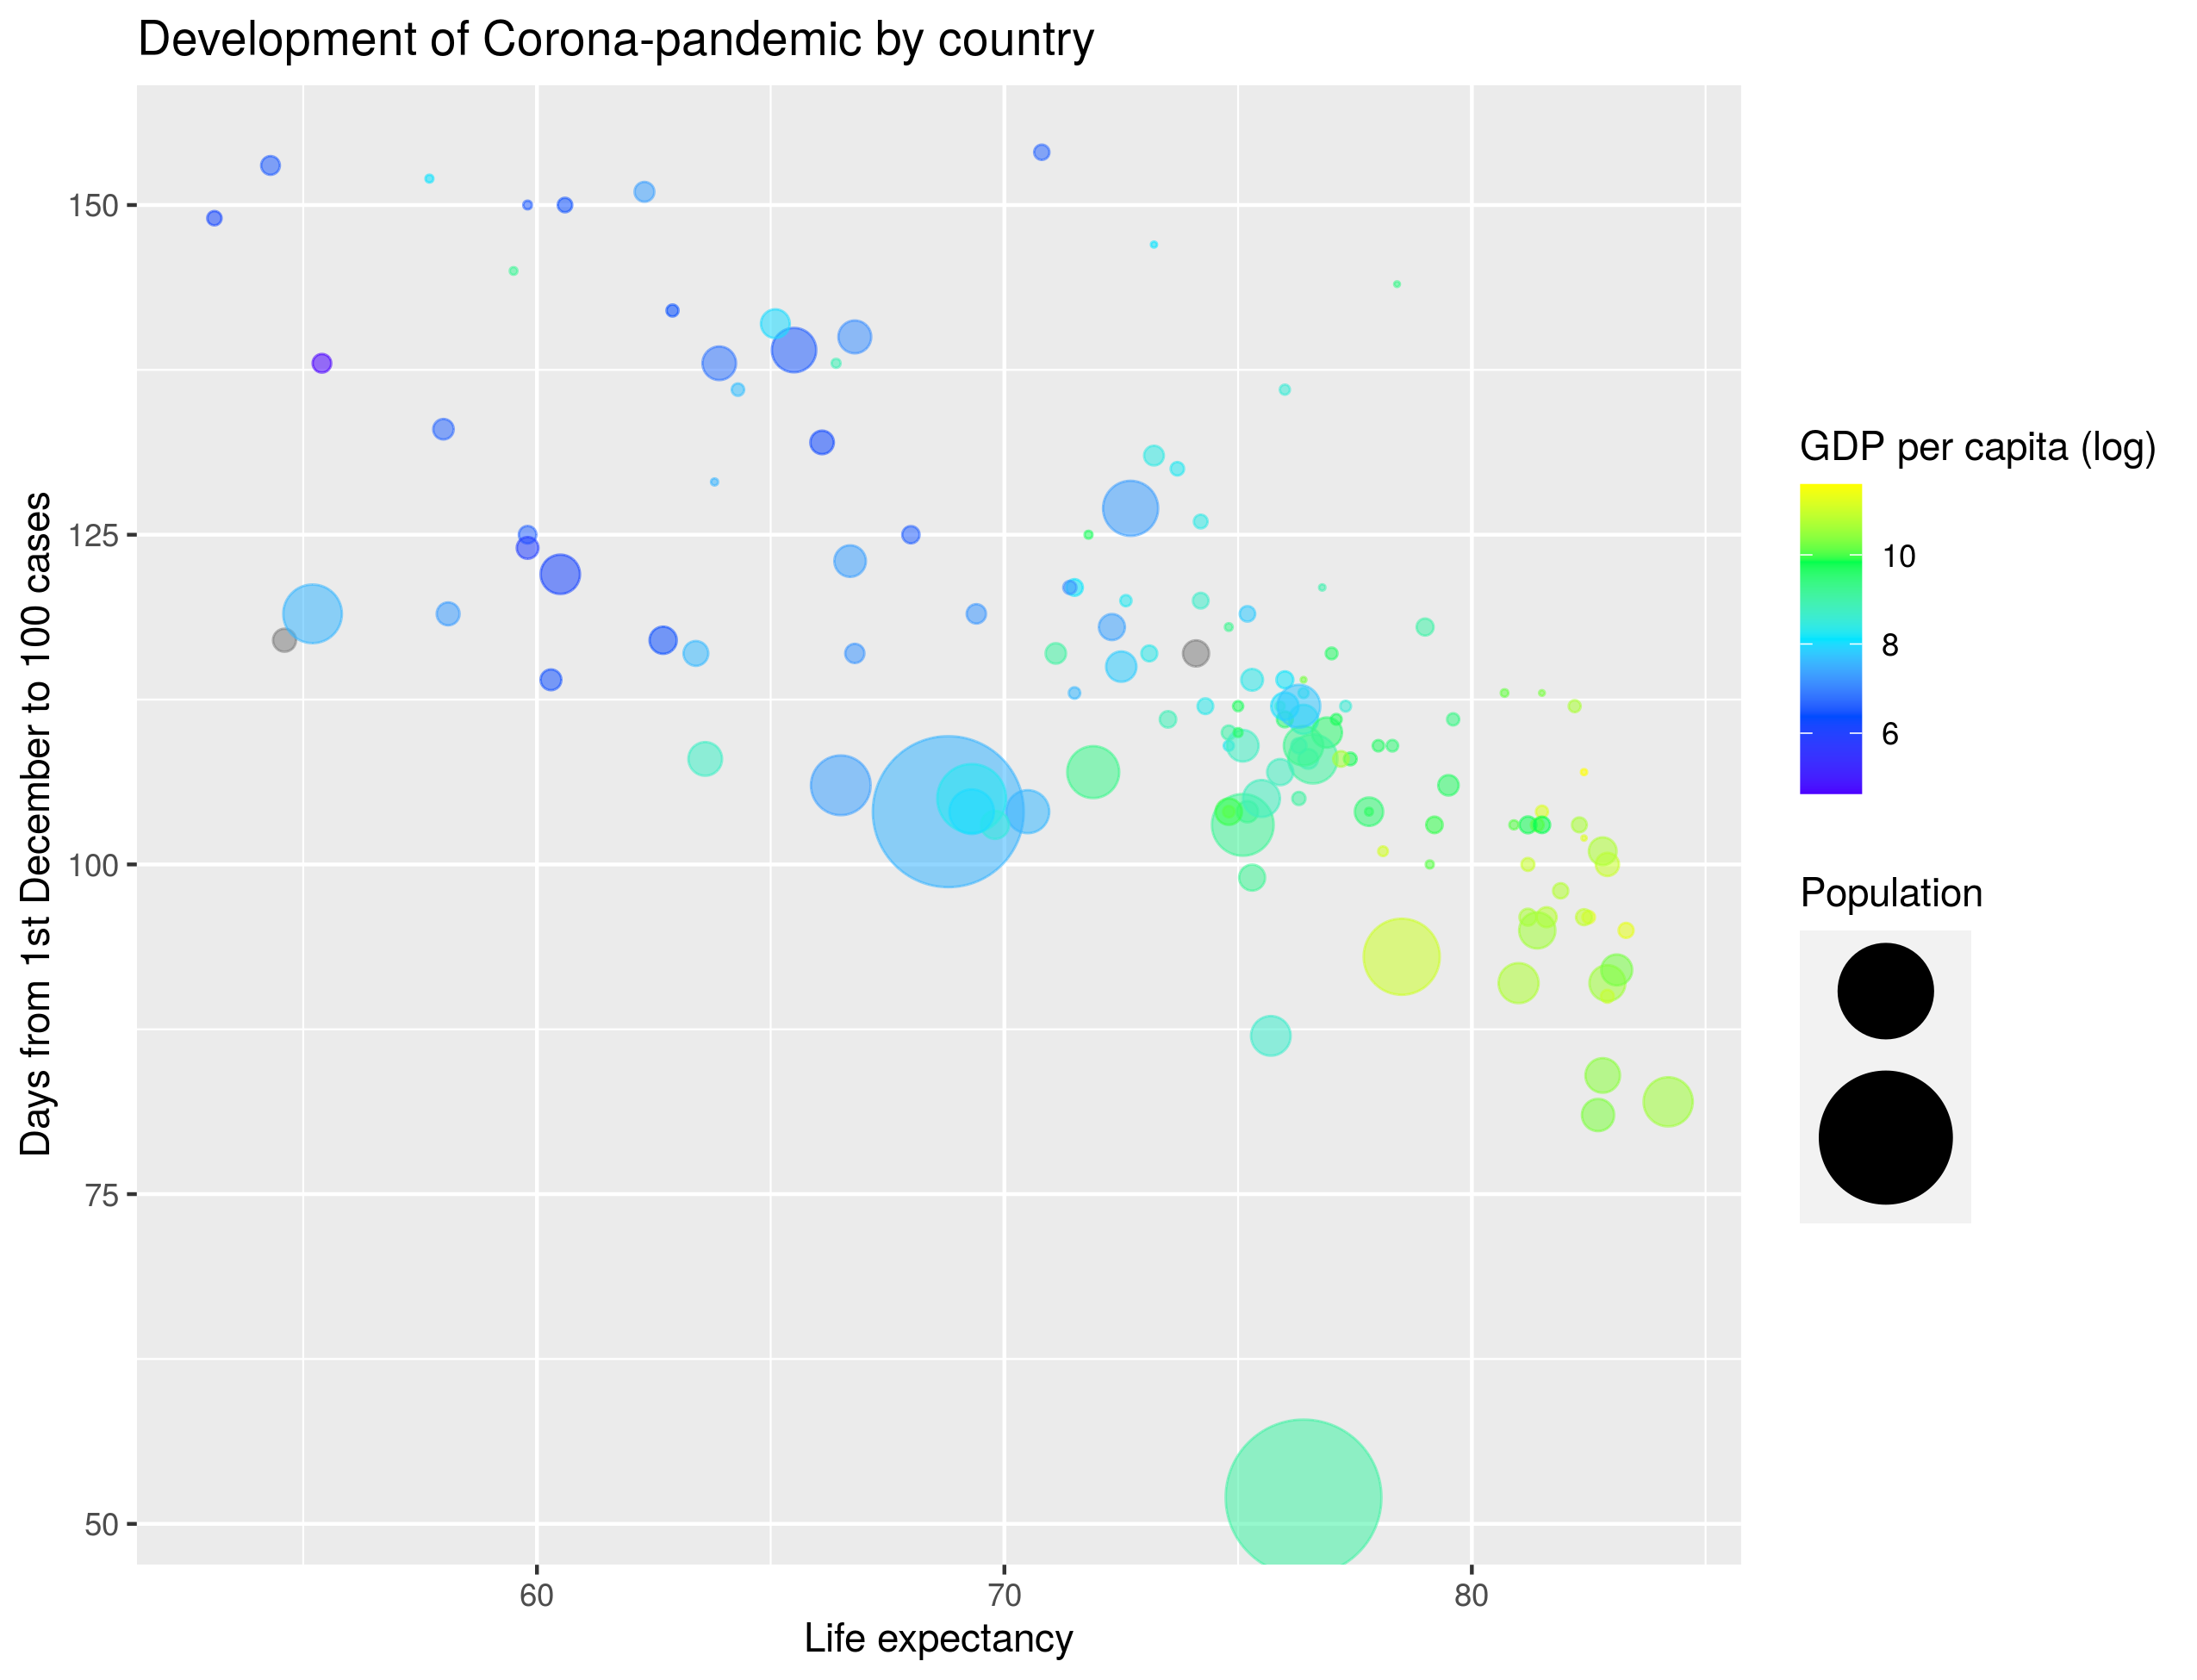 Development of Corona-pandemic by country
Days from 1st December to 100 cases
150
125
100
75
50
60
70
80
Life expectancy
GDP per capita (log)
10
8
6
Population